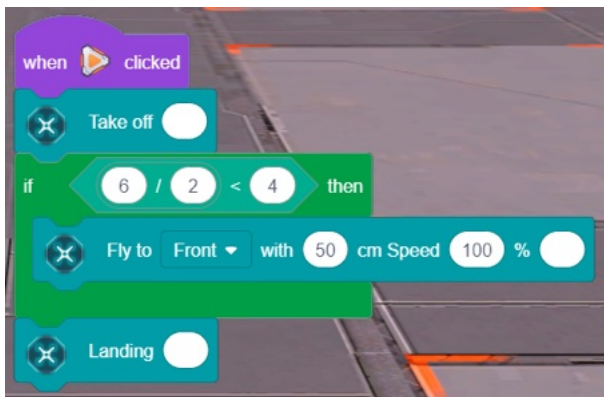 when clicked
Take off
if 6 / 2 < 4 then
Fly to Front with 50 cm Speed 100 %
Landing